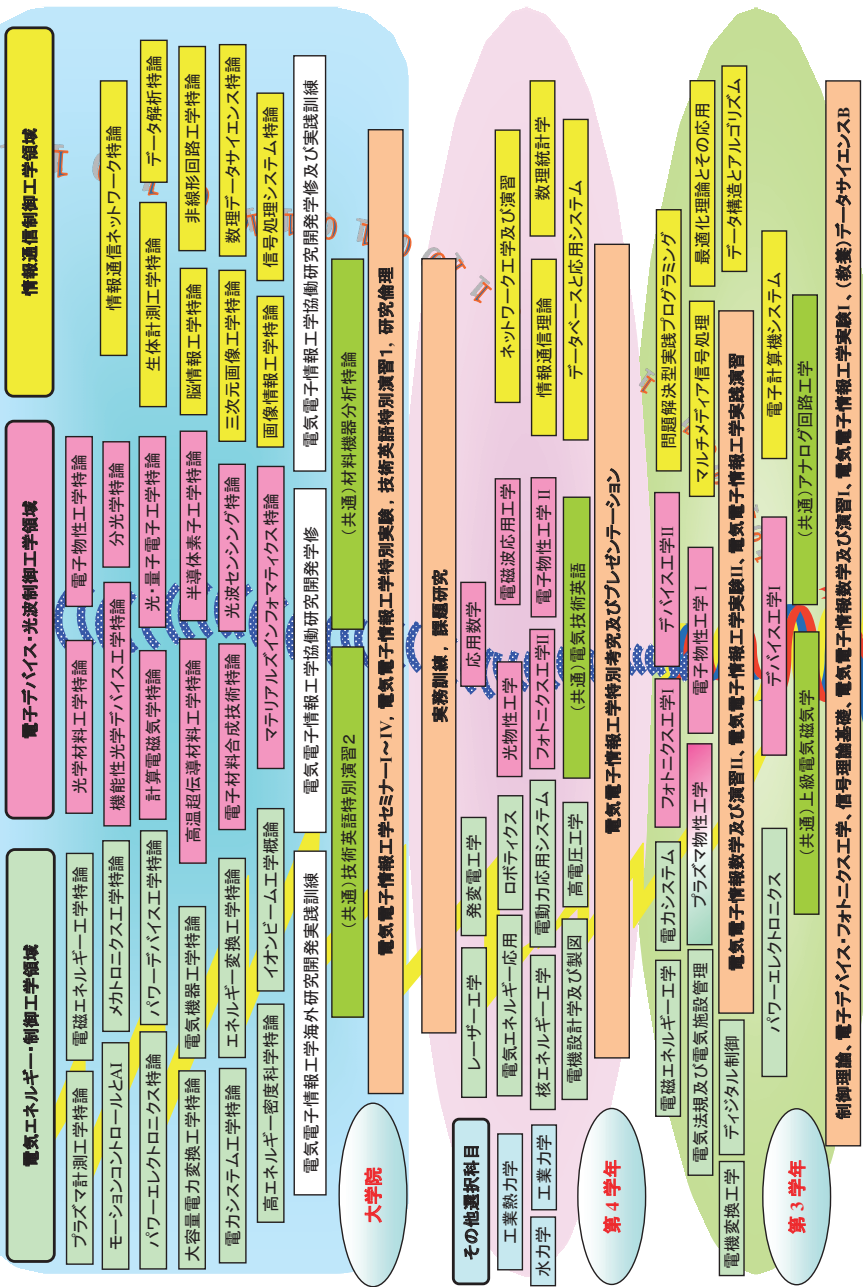 電気エネルギー・制御工学領域
電子デバイス・光波制御工学領域
情報通信制御工学領域
プラズマ計測工学特論
電磁エネルギー工学特論
光学材料工学特論
電子物性工学特論
モーションコントロールとAI
メカトロニクス工学特論
機能性光学デバイス工学特論
分光学特論
情報通信ネットワーク特論
パワーエレクトロニクス特論
パワーデバイス工学特論
計算電磁気学特論
光・量子電子工学特論
生体計測工学特論
データ解析特論
大容量電力変換工学特論
電気機器工学特論
高温超伝導材料工学特論
半導体素子工学特論
脳情報工学特論
非線形回路工学特論
電力システム工学特論
エネルギー変換工学特論
電子材料合成技術特論
光波センシング特論
三次元画像工学特論
数理データサイエンス特論
高エネルギー密度科学特論
イオンビーム工学概論
マテリアルズインフォマティクス特論
画像情報工学特論
信号処理システム特論
電気電子情報工学海外研究開発実践訓練
電気電子情報工学協働研究開発学修
電気電子情報工学協働研究開発学修及び実践訓練
(共通)技術英語特別演習2
(共通)材料機器分析特論
大学院
電気電子情報工学セミナーI~IV, 電気電子情報工学特別実験, 技術英語特別演習1, 研究倫理
実務訓練, 課題研究
その他選択科目
レーザー工学
発変電工学
応用数学
工業熱力学
電気エネルギー応用
ロボティクス
光物性工学
電磁波応用工学
ネットワーク工学及び演習
水力学
工業力学
核エネルギー工学
電動力応用システム
フォトニクス工学II
電子物性工学 II
情報通信理論
数理統計学
電機設計学及び製図
高電圧工学
(共通)電気技術英語
データベースと応用システム
第4学年
電気電子情報工学特別考究及びプレゼンテーション
電磁エネルギー工学
電力システム
フォトニクス工学I
デバイス工学II
問題解決型実践プログラミング
電気法規及び電気施設管理
プラズマ物性工学
電子物性工学 I
マルチメディア信号処理
最適化理論とその応用
電機変換工学
ディジタル制御
電気電子情報数学及び演習II、電気電子情報工学実験II、電気電子情報工学実践演習
データ構造とアルゴリズム
パワーエレクトロニクス
デバイス工学I
電子計算機システム
(共通)上級電気磁気学
(共通)アナログ回路工学
第3学年
制御理論、電子デバイス・フォトニクス工学、信号理論基礎、電気電子情報数学及び演習I、電気電子情報工学実験I、(教養)データサイエンスB